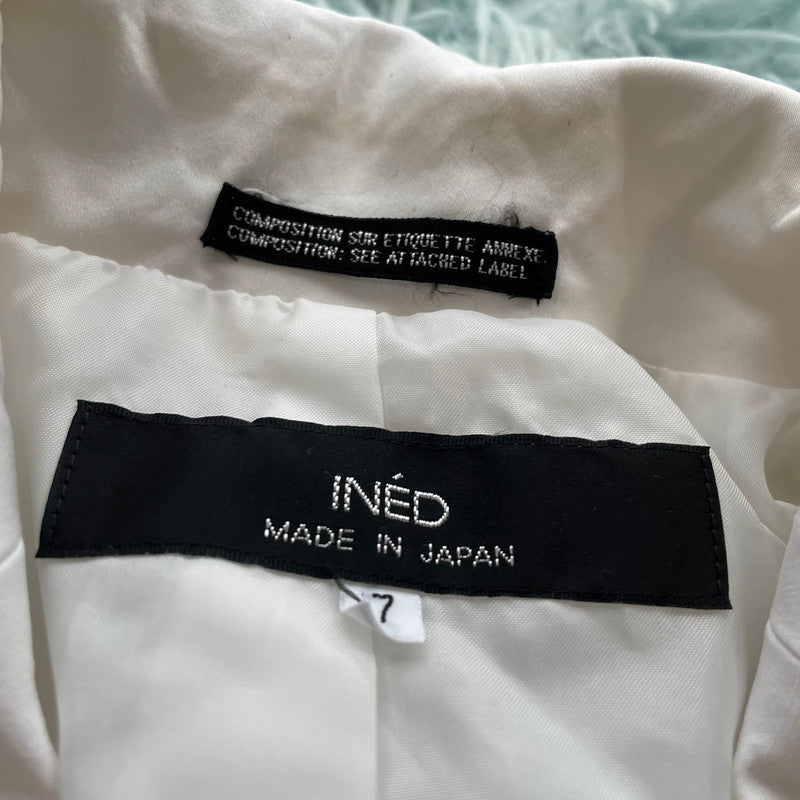 COMPOSITION SUR ETIQUETTE ANNEXE.
COMPOSITION: SEE ATTACHED LABEL
INÉD
MADE IN JAPAN
7